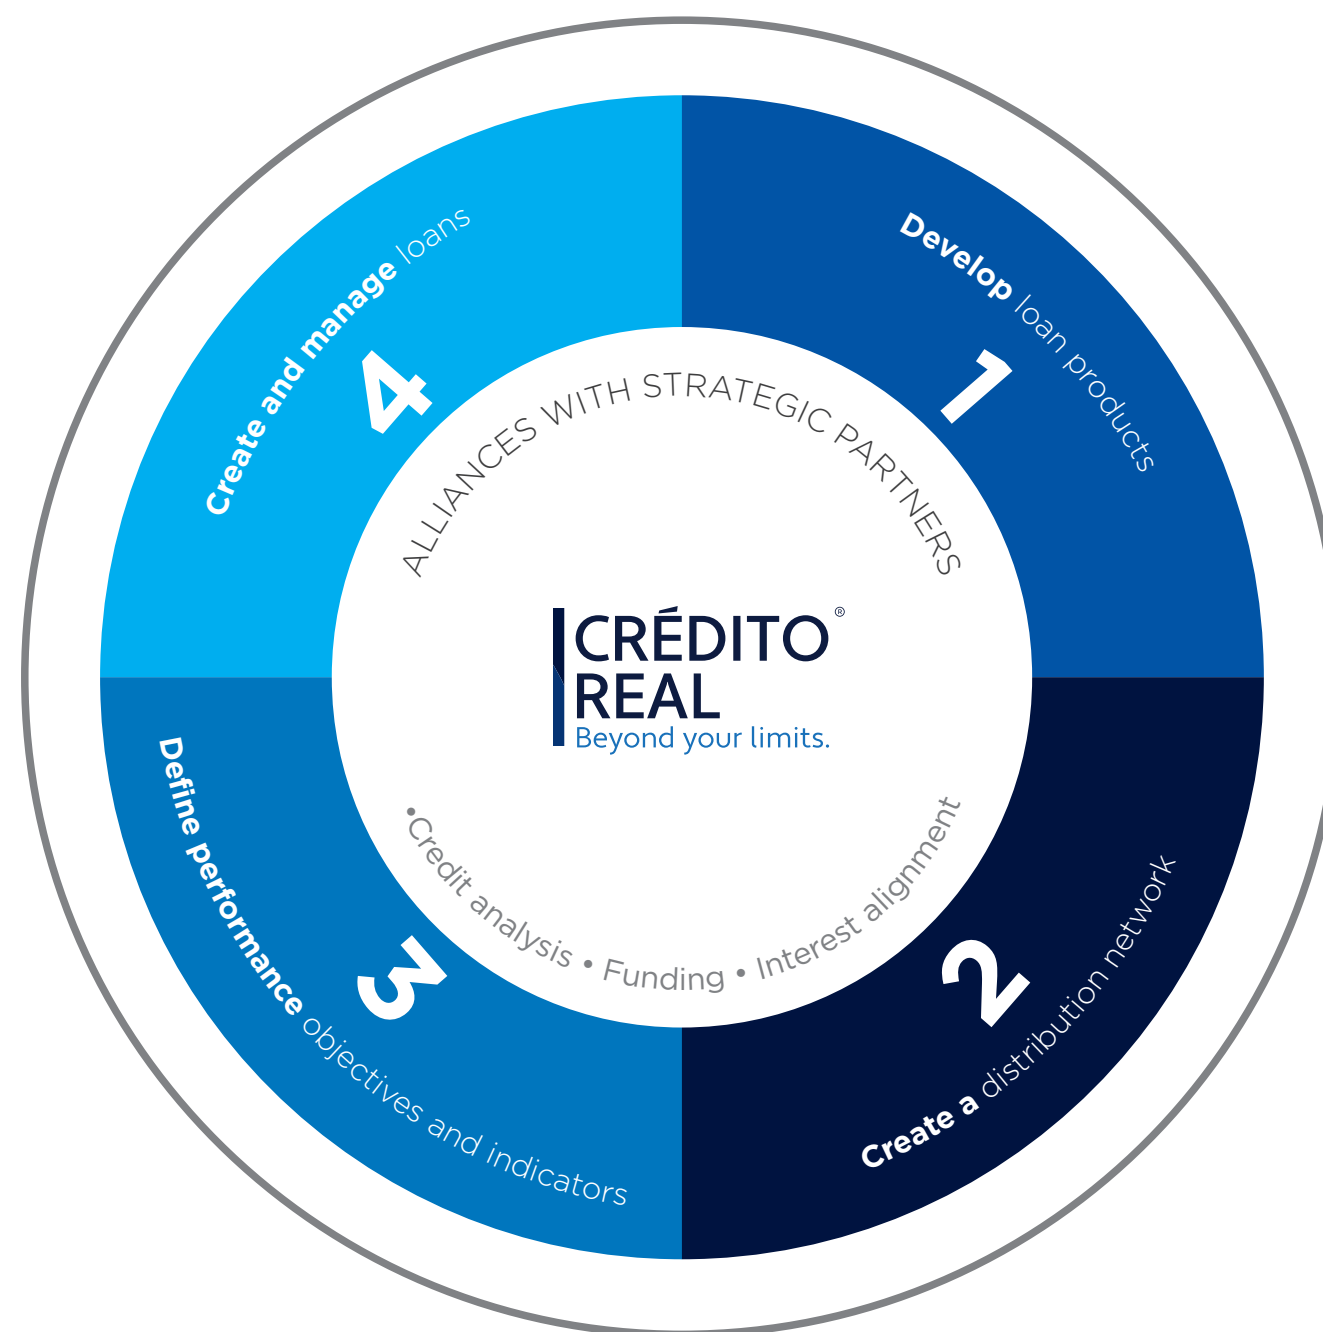 Develop loan products
1
Create a distribution network
2
Define performance objectives and indicators
3
Create and manage loans
4
ALLIANCES WITH STRATEGIC PARTNERS
CRÉDITO®
REAL
Beyond your limits.
•Credit analysis • Funding • Interest alignment